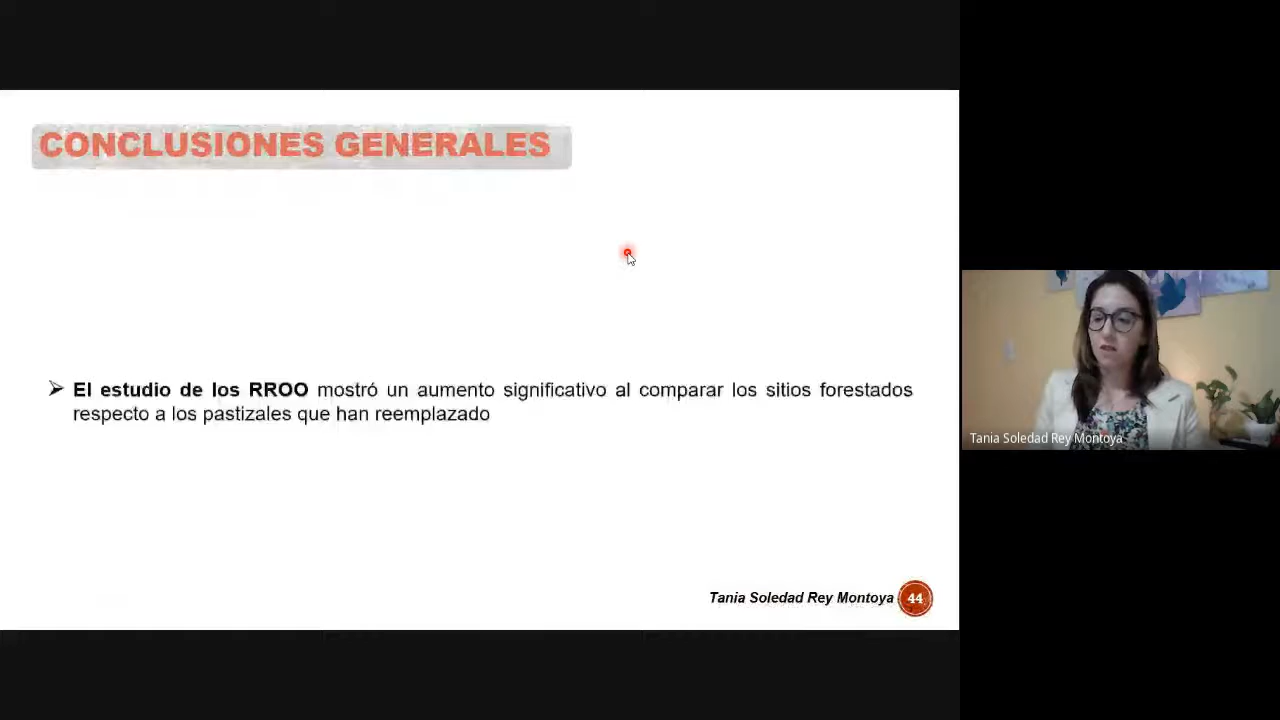 CONCLUSIONES GENERALES
➢ El estudio de los RROO mostró un aumento significativo al comparar los sitios forestados
respecto a los pastizales que han reemplazado
Tania Soledad Rey Montoya 44
Tania Soledad Rey Montoya